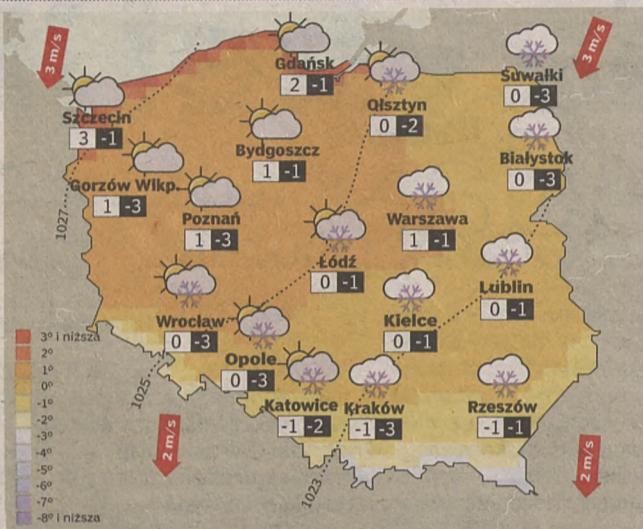 3 m/s
3 m/s
Gdańsk
2 -1
Suwałki
0 -3
Olsztyn
0 -2
Szczecin
3 -1
Białystok
0 -3
Bydgoszcz
1 -1
Gorzów Wlkp.
1 -3
Poznań
1 -3
Warszawa
1 -1
1027
Łódź
0 -1
Lublin
0 -1
Wrocław
0 -3
Kielce
0 -1
Opole
0 -3
1025
Katowice
-1 -2
Kraków
-1 -3
Rzeszów
-1 -1
2 m/s
2 m/s
1023
3° i niższa
2°
1°
0°
-1°
-2°
-3°
-4°
-5°
-6°
-7°
-8° i niższa